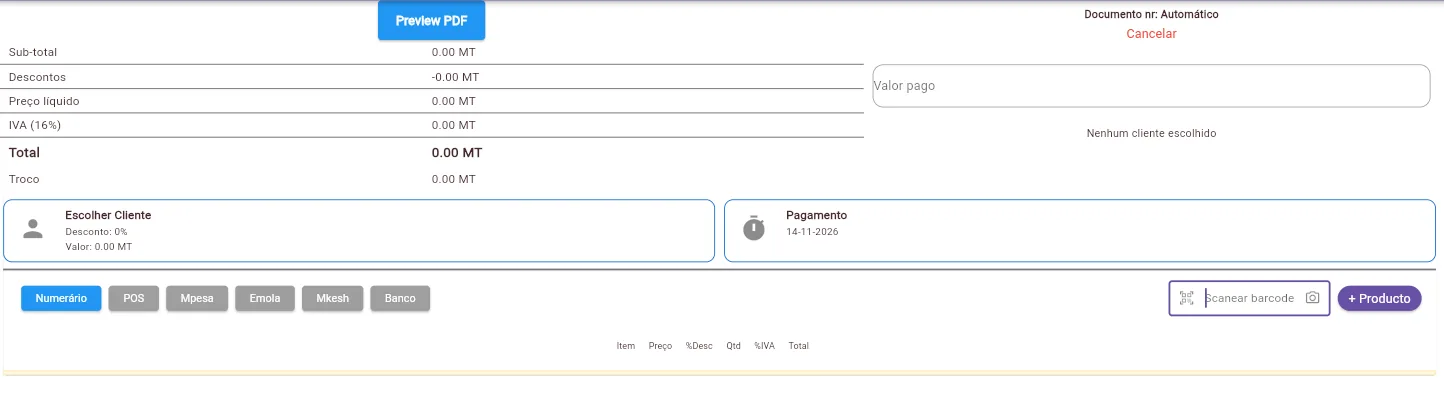 Preview PDF
Documento nr: Automático
Cancelar
Sub-total 0.00 MT
Descontos -0.00 MT
Valor pago
Preço líquido 0.00 MT
IVA (16%) 0.00 MT
Nenhum cliente escolhido
Total 0.00 MT
Troco 0.00 MT
Escolher Cliente
Desconto: 0%
Valor: 0.00 MT
Pagamento
14-11-2026
Numerário POS Mpesa Emola Mkesh Banco Scanear barcode + Producto
Item Preço %Desc Qtd %IVA Total